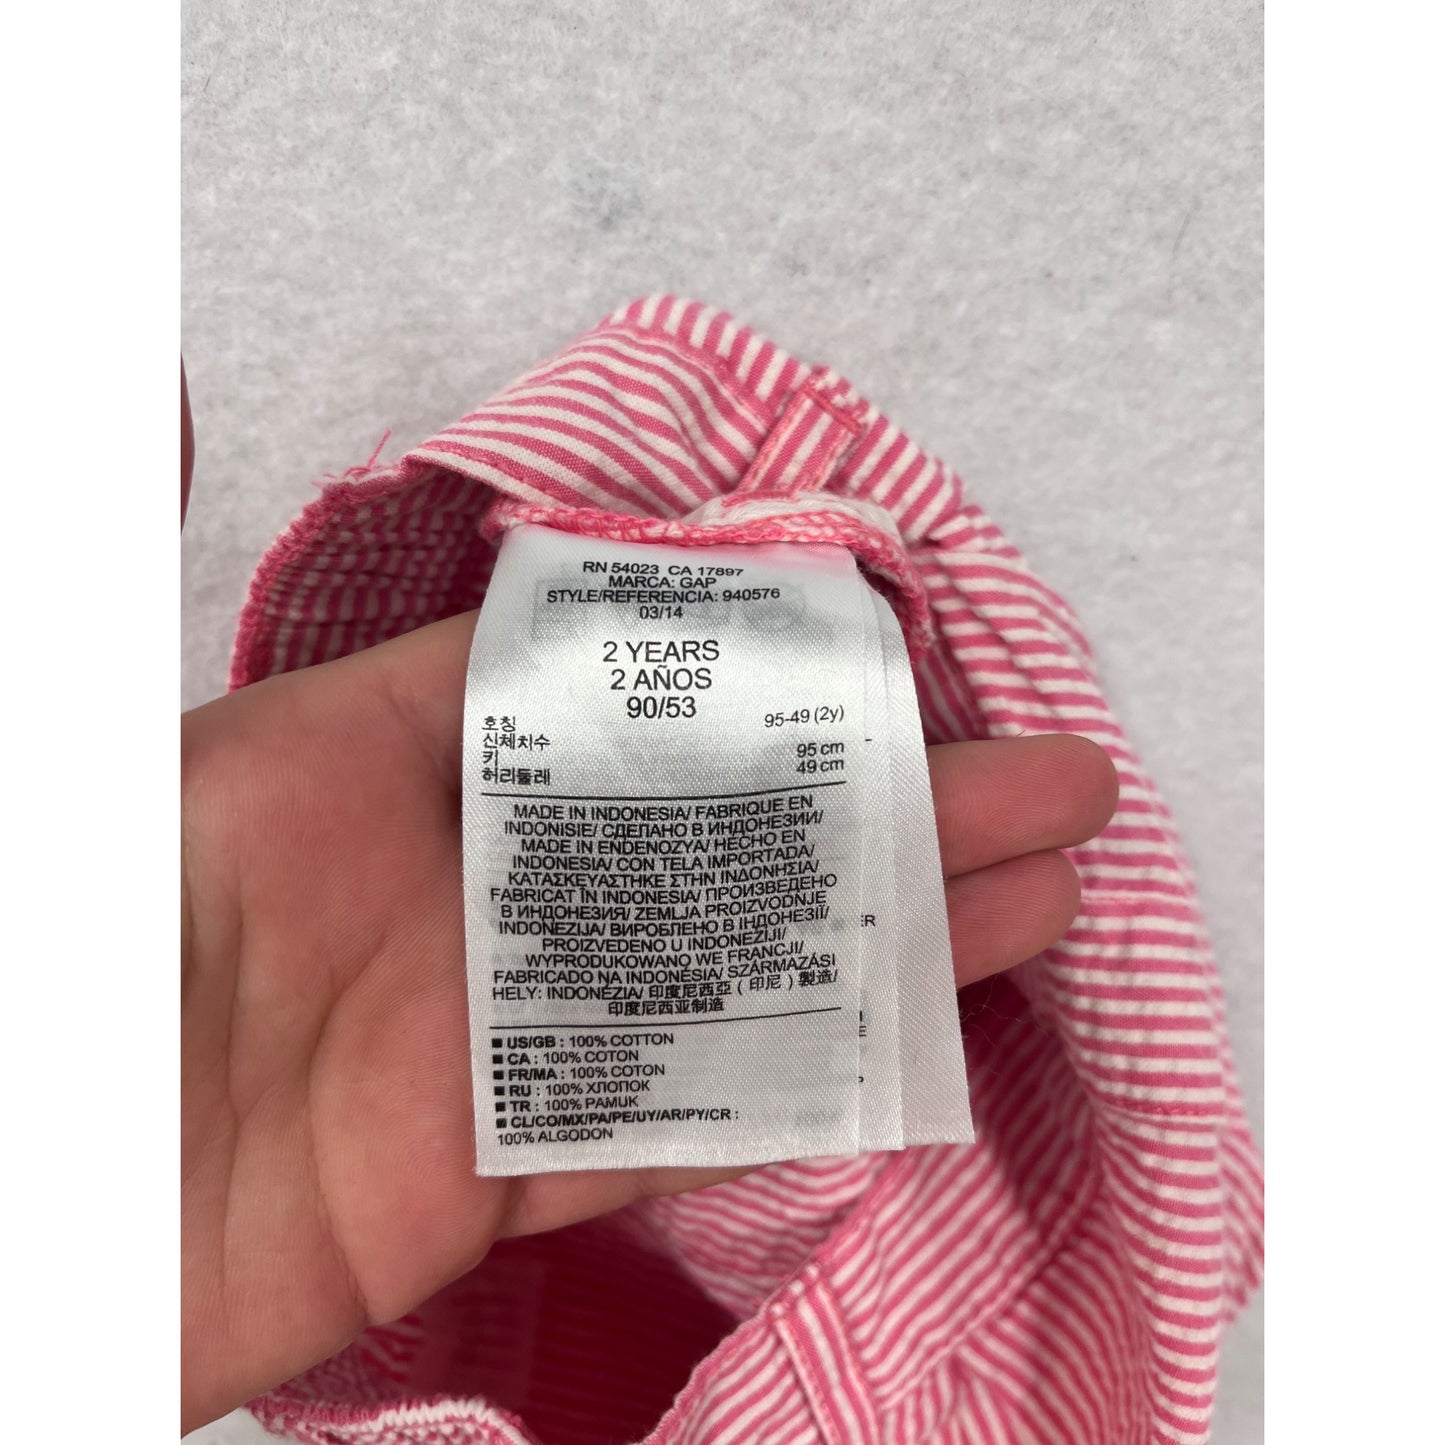 RN 54023 CA 17897
MARCA: GAP
STYLE/REFERENCIA: 940576
03/14
2 YEARS
2 AÑOS
90/53
호칭 95-49 (2y)
신체치수
키 95 cm
허리둘레 49 cm
MADE IN INDONESIA/ FABRIQUE EN
INDONISIE/ СДЕЛАНО В ИНДОНЕЗИИ/
MADE IN ENDENOZYA/ HECHO EN
INDONESIA/ CON TELA IMPORTADA/
ΚΑΤΑΣΚΕΥΑΣΤΗΚΕ ΣΤΗΝ ΙΝΔΟΝΗΣΙΑ/
FABRICAT ÎN INDONESIA/ ПРОИЗВЕДЕНО
В ИНДОНЕЗИЯ/ ZEMLJA PROIZVODNJE
INDONEZIJA/ ВИРОБЛЕНО В ІНДОНЕЗІЇ/
PROIZVEDENO U INDONEZIJI/
WYPRODUKOWANO WE FRANCJI/
FABRICADO NA INDONÉSIA/ SZÁRMAZÁSI
HELY: INDONÉZIA/ 印度尼西亞 ( 印尼 ) 製造/
印度尼西亚制造
US/GB : 100% COTTON
CA : 100% COTON
FR/MA : 100% COTON
RU : 100% ХЛОПОК
TR : 100% PAMUK
CL/CO/MX/PA/PE/UY/AR/PY/CR :
100% ALGODON
ER